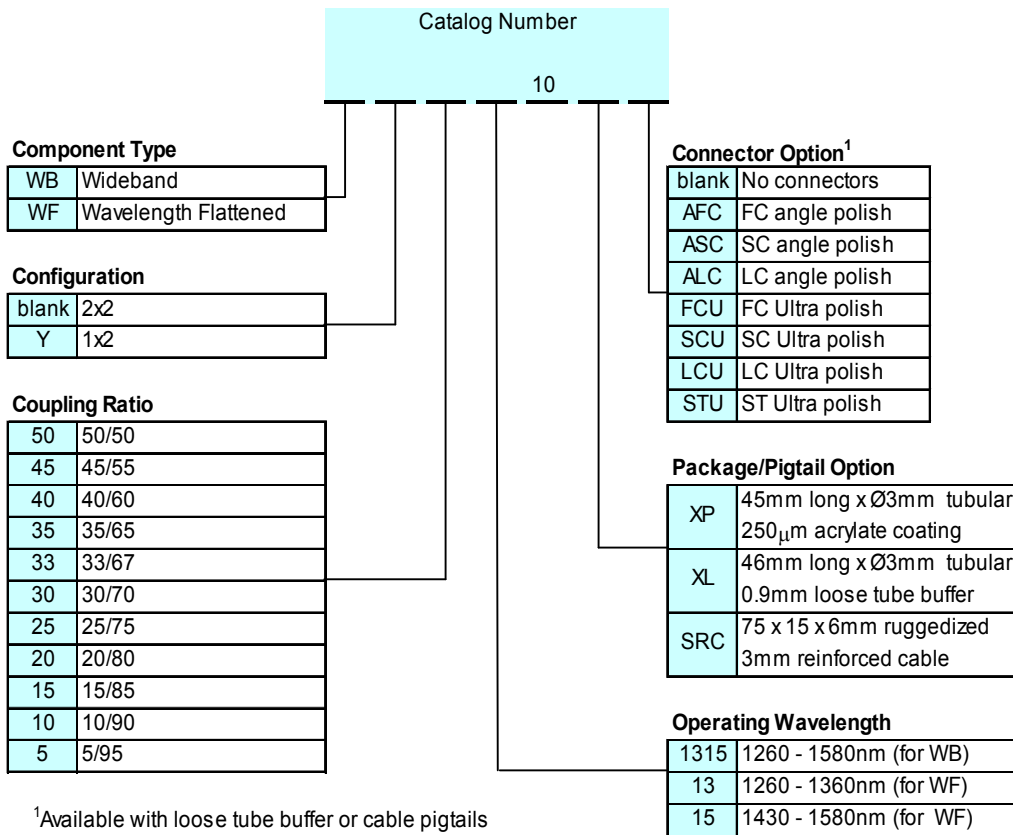 Catalog Number
10
Component Type
WB Wideband
WF Wavelength Flattened
Configuration
blank 2x2
Y 1x2
Coupling Ratio
50 50/50
45 45/55
40 40/60
35 35/65
33 33/67
30 30/70
25 25/75
20 20/80
15 15/85
10 10/90
5 5/95
¹Available with loose tube buffer or cable pigtails
Connector Option¹
blank No connectors
AFC FC angle polish
ASC SC angle polish
ALC LC angle polish
FCU FC Ultra polish
SCU SC Ultra polish
LCU LC Ultra polish
STU ST Ultra polish
Package/Pigtail Option
XP 45mm long x Ø3mm tubular
250µm acrylate coating
XL 46mm long x Ø3mm tubular
0.9mm loose tube buffer
SRC 75 x 15 x 6mm ruggedized
3mm reinforced cable
Operating Wavelength
1315 1260 - 1580nm (for WB)
13 1260 - 1360nm (for WF)
15 1430 - 1580nm (for WF)